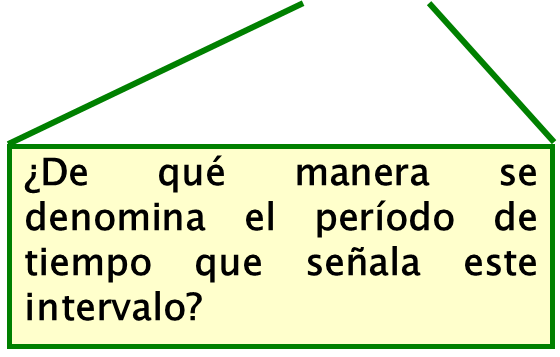 ¿De qué manera se
denomina el período de
tiempo que señala este
intervalo?